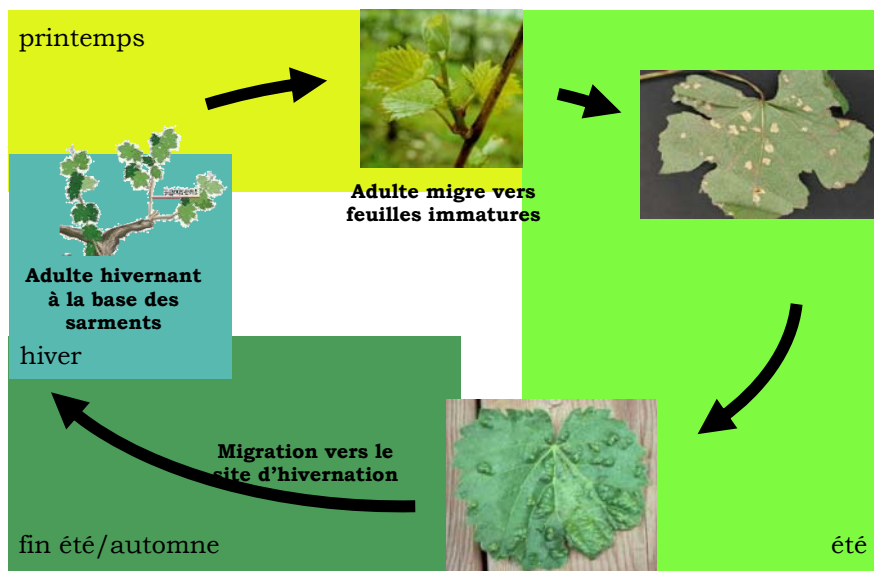 printemps
sarment
Adulte migre vers
feuilles immatures
Adulte hivernant
à la base des
sarments
hiver
Migration vers le
site d'hivernation
fin été/automne
été